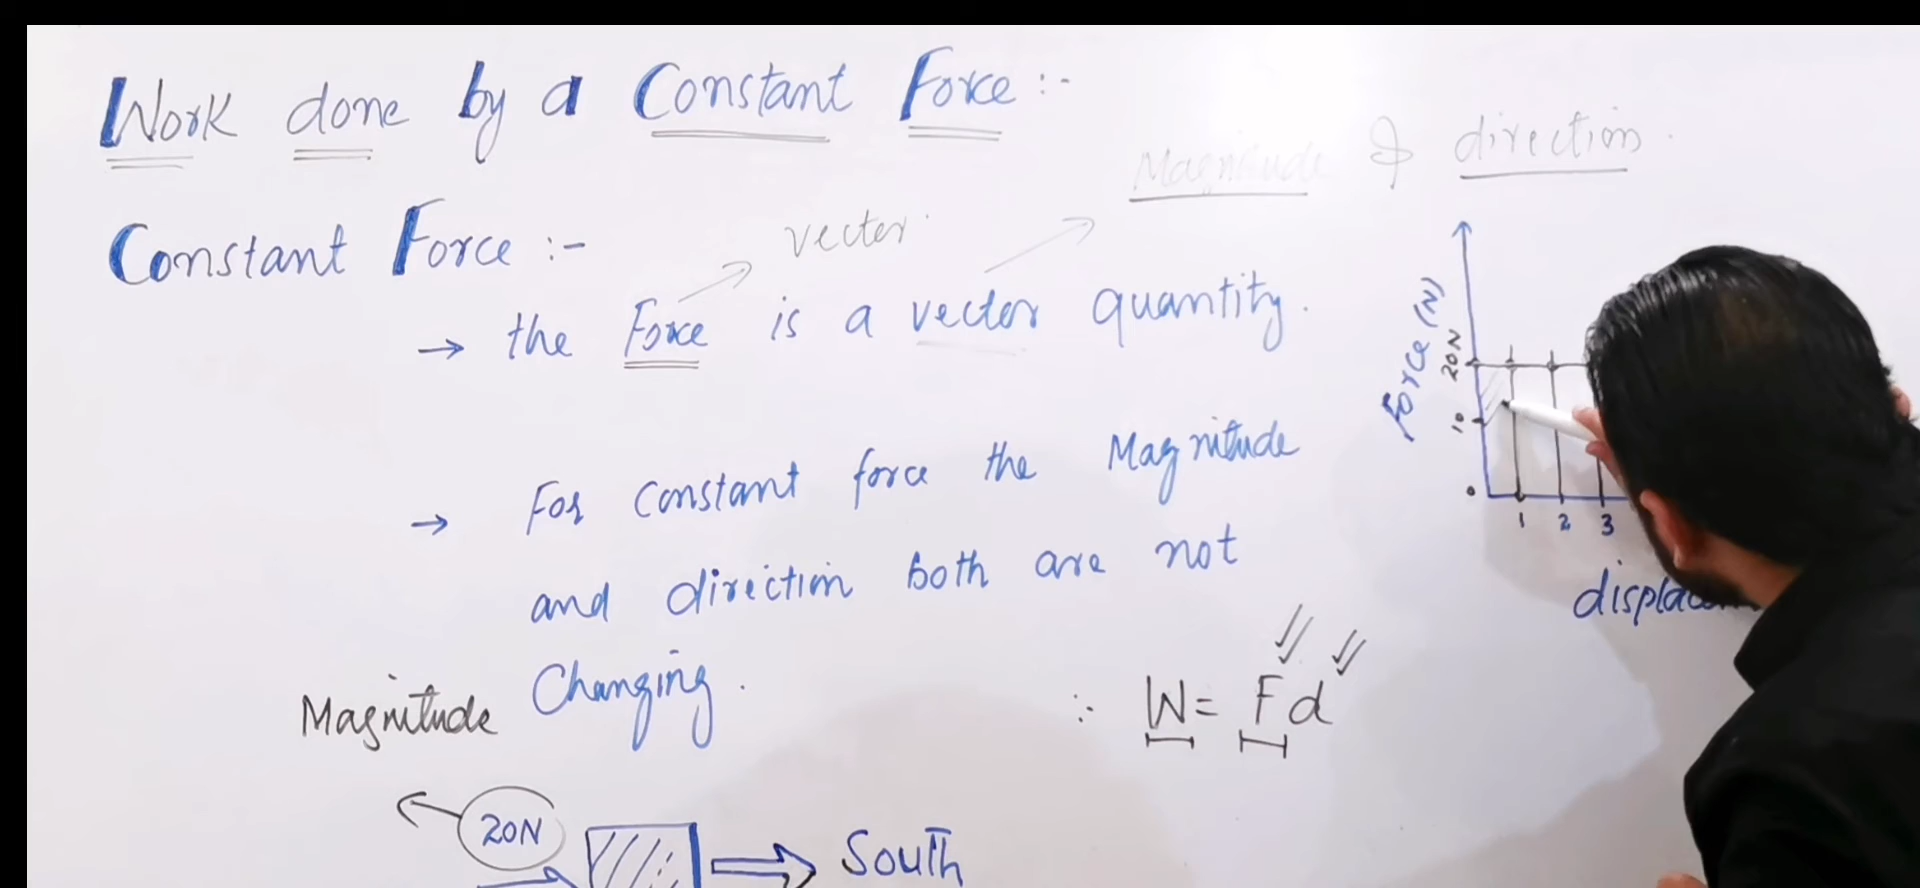 Work done by a Constant Force :-
Magnitude & direction.
Constant Force :-
vector.
→ the Force is a vector quantity.
→ For Constant force the Magnitude
and direction both are not
Changing.
Magnitude
∴ W = Fd
20N
South
Force (N)
20N
10
0
1 2 3